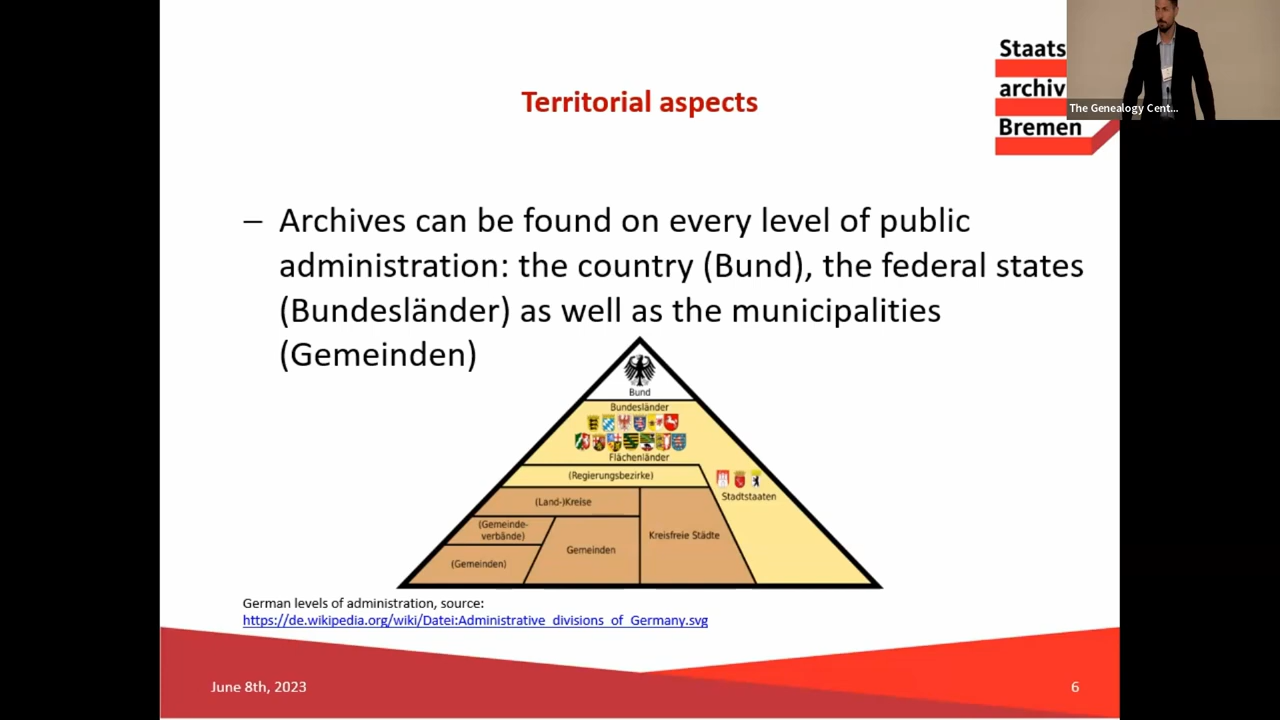 Territorial aspects
Staats
archiv
Bremen
The Genealogy Cent...
– Archives can be found on every level of public
administration: the country (Bund), the federal states
(Bundesländer) as well as the municipalities
(Gemeinden)
Bund
Bundesländer
Flächenländer
(Regierungsbezirke)
Stadtstaaten
(Land-)Kreise
(Gemeinde-
verbände)
Gemeinden
Kreisfreie Städte
(Gemeinden)
German levels of administration, source:
https://de.wikipedia.org/wiki/Datei:Administrative_divisions_of_Germany.svg
June 8th, 2023
6